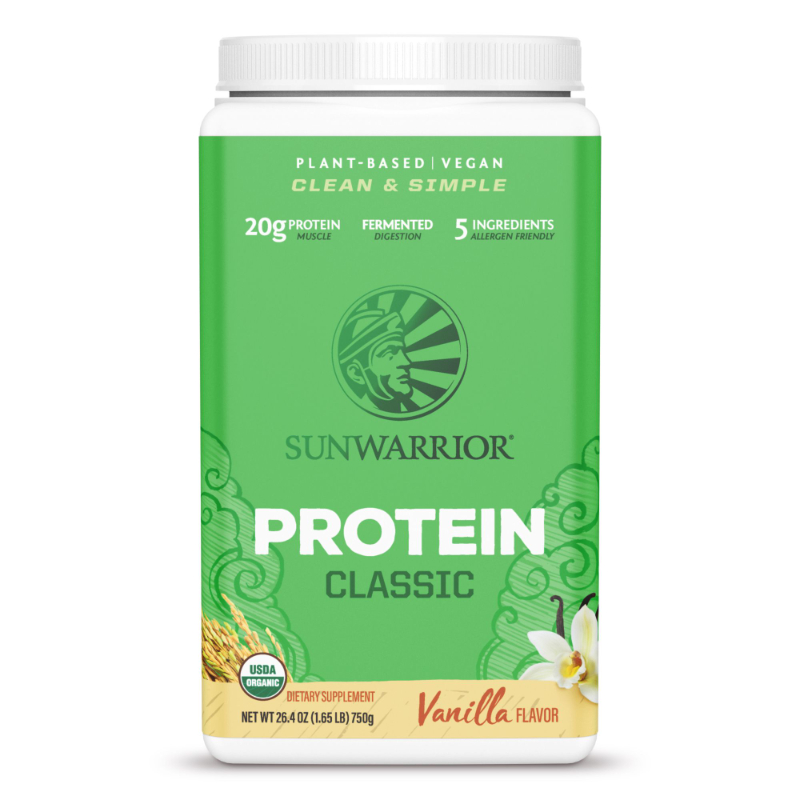 PLANT-BASED | VEGAN
CLEAN & SIMPLE
20g PROTEIN MUSCLE
FERMENTED DIGESTION
5 INGREDIENTS ALLERGEN FRIENDLY
SUNWARRIOR®
PROTEIN
CLASSIC
USDA
ORGANIC
DIETARY SUPPLEMENT
NET WT 26.4 OZ (1.65 LB) 750g
Vanilla FLAVOR